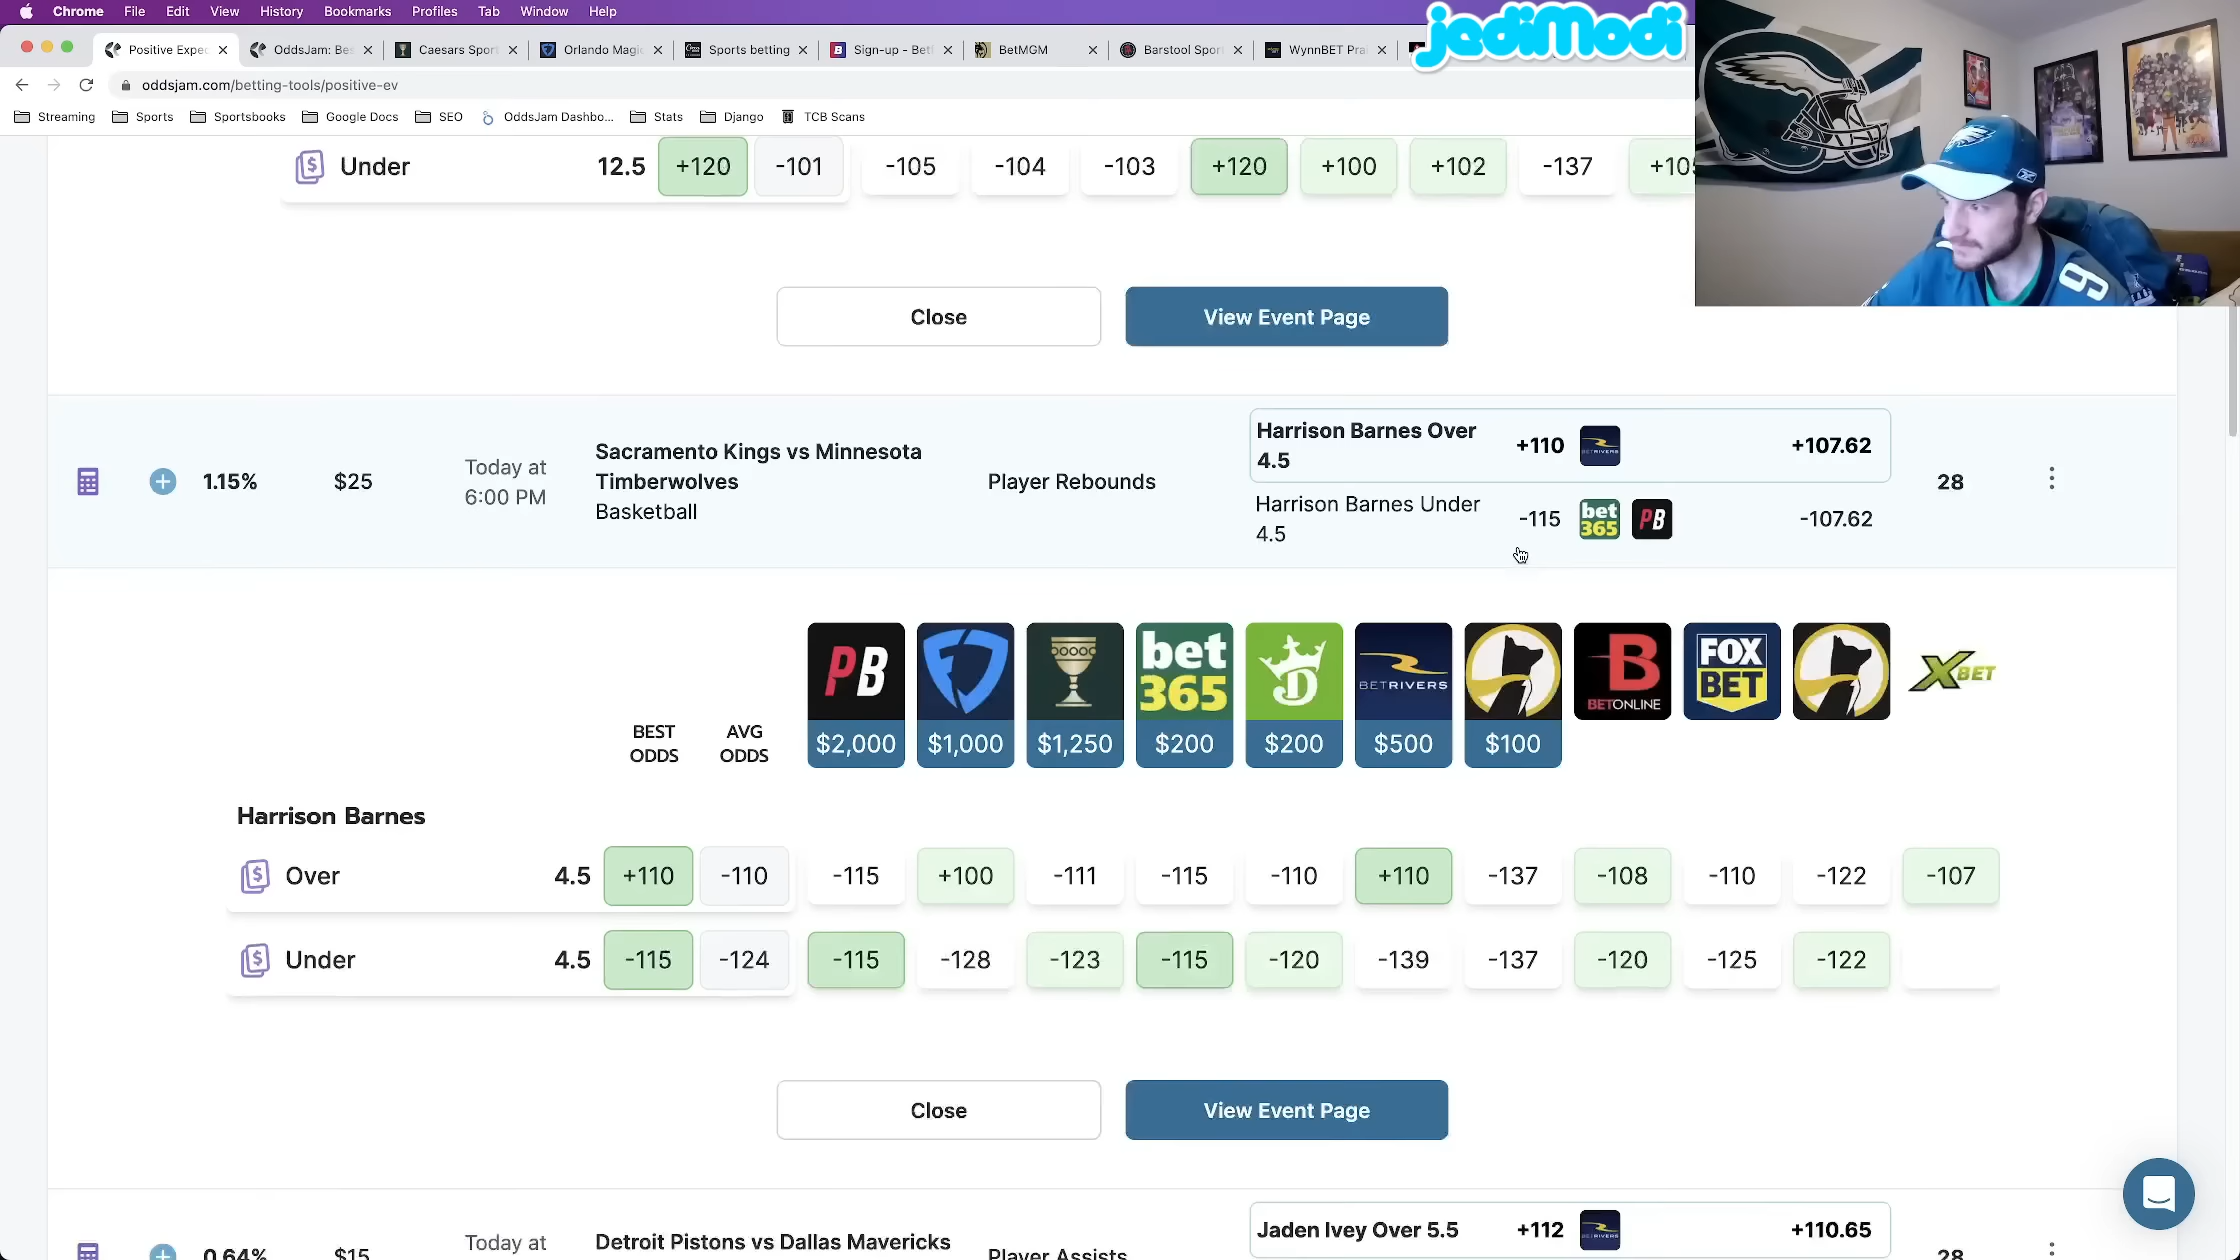 Chrome File Edit View History Bookmarks Profiles Tab Window Help
jedimodi
Positive Expec OddsJam: Bes Caesars Spor Orlando Magi Sports betting Sign-up - Bet BetMGM Barstool Spor WynnBET Pra
oddsjam.com/betting-tools/positive-ev
Streaming Sports Sportsbooks Google Docs SEO OddsJam Dashbo... Stats Django TCB Scans
Under 12.5 +120 -101 -105 -104 -103 +120 +100 +102 -137 +105
Close View Event Page
1.15% $25 Today at 6:00 PM
Sacramento Kings vs Minnesota Timberwolves
Basketball
Player Rebounds
Harrison Barnes Over 4.5 +110 BETRIVERS +107.62
Harrison Barnes Under 4.5 -115 bet365 PB -107.62
28
PB bet365 BETRIVERS B BETONLINE FOX BET XBET
BEST ODDS AVG ODDS $2,000 $1,000 $1,250 $200 $200 $500 $100
Harrison Barnes
Over 4.5 +110 -110 -115 +100 -111 -115 -110 +110 -137 -108 -110 -122 -107
Under 4.5 -115 -124 -115 -128 -123 -115 -120 -139 -137 -120 -125 -122
Close View Event Page
0.64% $15 Today at Detroit Pistons vs Dallas Mavericks Player Assists Jaden Ivey Over 5.5 +112 +110.65 28